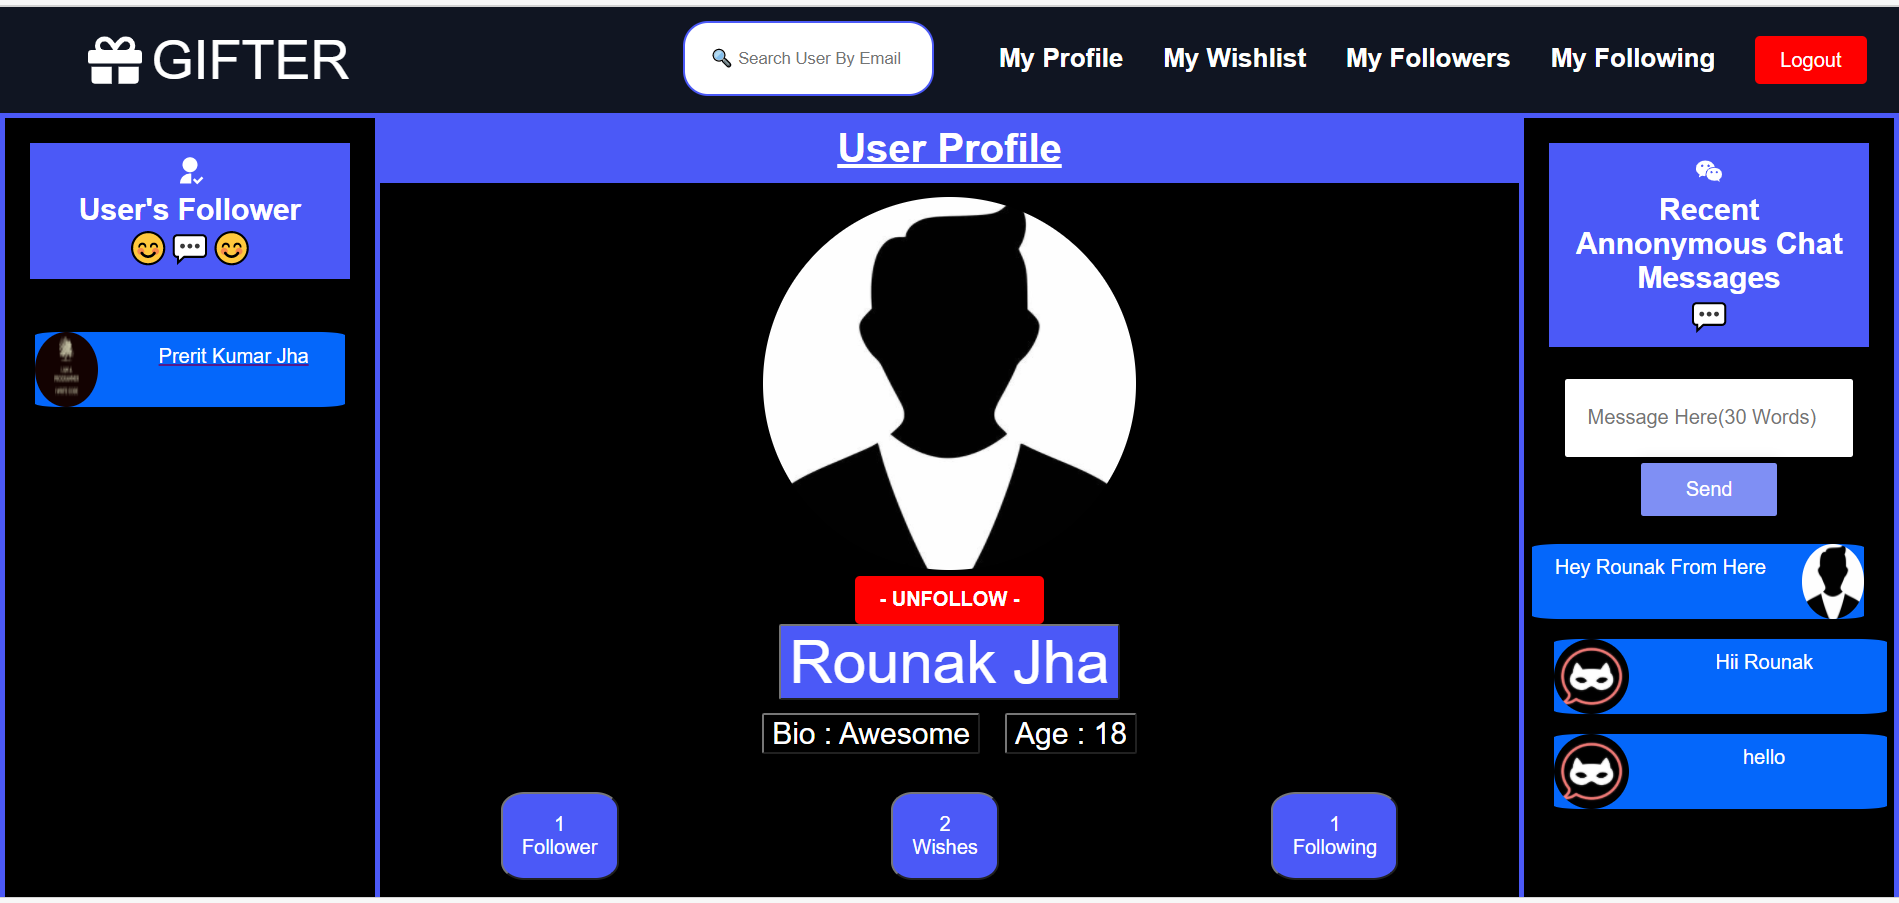 GIFTER
🔍 Search User By Email
My Profile
My Wishlist
My Followers
My Following
Logout
User's Follower
😊 💬 😊
Prerit Kumar Jha
User Profile
- UNFOLLOW -
Rounak Jha
Bio : Awesome
Age : 18
1
Follower
2
Wishes
1
Following
Recent
Annonymous Chat
Messages
💬
Message Here(30 Words)
Send
Hey Rounak From Here
Hii Rounak
hello